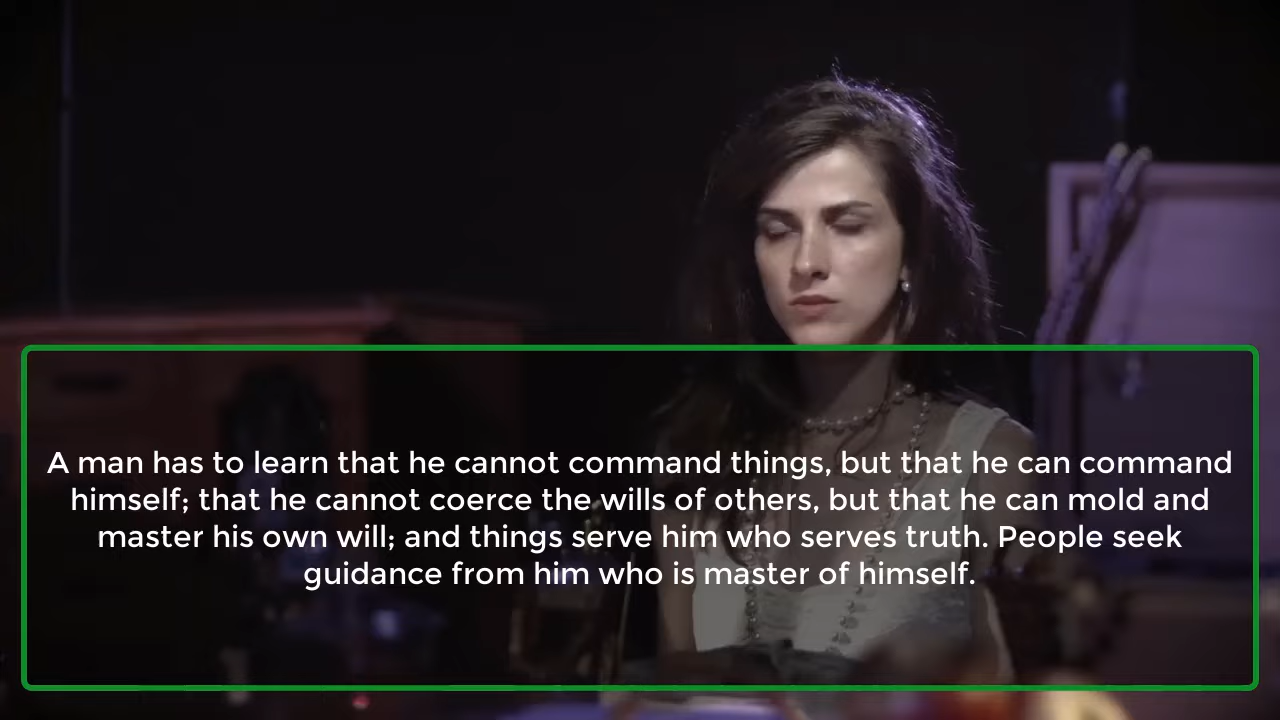 A man has to learn that he cannot command things, but that he can command
himself; that he cannot coerce the wills of others, but that he can mold and
master his own will; and things serve him who serves truth. People seek
guidance from him who is master of himself.